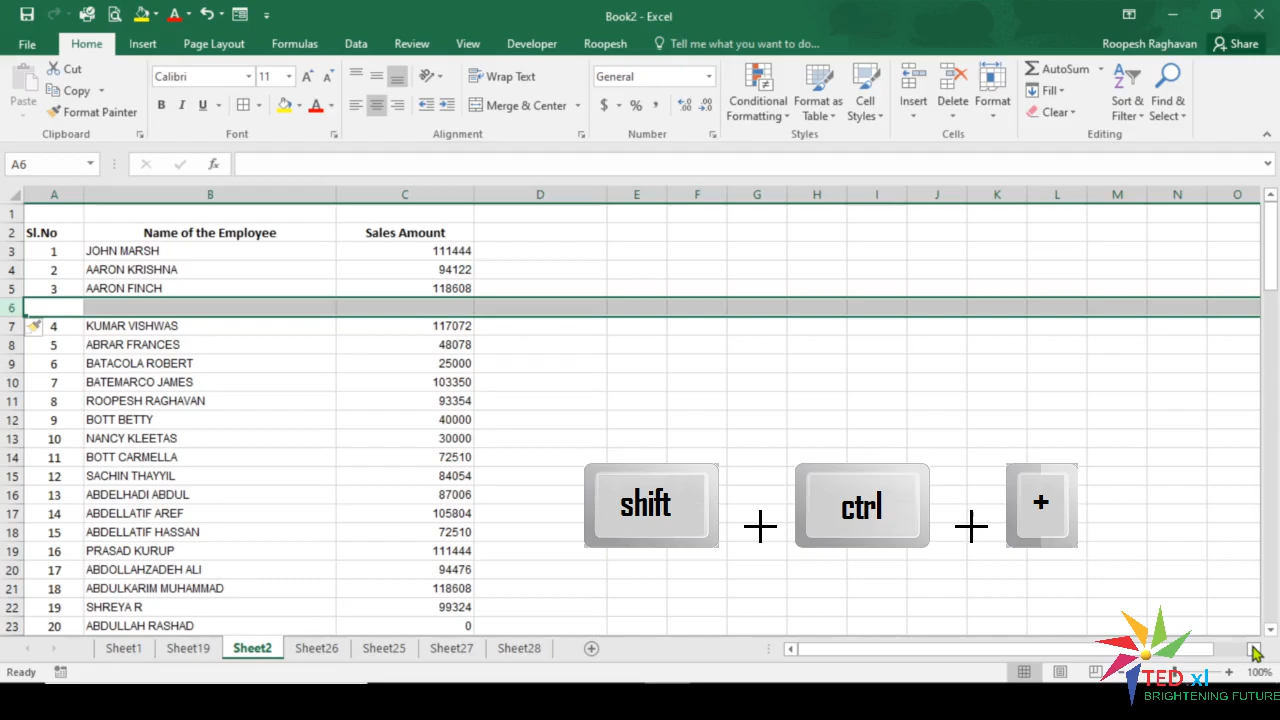 Book2 - Excel
File Home Insert Page Layout Formulas Data Review View Developer Roopesh Tell me what you want to do... Roopesh Raghavan Share
Paste Cut Copy Format Painter
Calibri 11 A A
B I U A
Wrap Text
Merge & Center
General
$ % ,
Conditional Formatting Format as Table Cell Styles
Insert Delete Format
AutoSum Fill Clear
Sort & Filter Find & Select
Clipboard Font Alignment Number Styles Cells Editing
A6 fx
A B C D E F G H I J K L M N O
1
2 Sl.No Name of the Employee Sales Amount
3 1 JOHN MARSH 111444
4 2 AARON KRISHNA 94122
5 3 AARON FINCH 118608
6
7 4 KUMAR VISHWAS 117072
8 5 ABRAR FRANCES 48078
9 6 BATACOLA ROBERT 25000
10 7 BATEMARCO JAMES 103350
11 8 ROOPESH RAGHAVAN 93354
12 9 BOTT BETTY 40000
13 10 NANCY KLEETAS 30000
14 11 BOTT CARMELLA 72510
15 12 SACHIN THAYYIL 84054
16 13 ABDELHADI ABDUL 87006
17 14 ABDELLATIF AREF 105804
18 15 ABDELLATIF HASSAN 72510
19 16 PRASAD KURUP 111444
20 17 ABDOLLAHZADEH ALI 94476
21 18 ABDULKARIM MUHAMMAD 118608
22 19 SHREYA R 99324
23 20 ABDULLAH RASHAD 0
shift + ctrl + +
Sheet1 Sheet19 Sheet2 Sheet26 Sheet25 Sheet27 Sheet28
Ready 100%
TED.xl
BRIGHTENING FUTURE